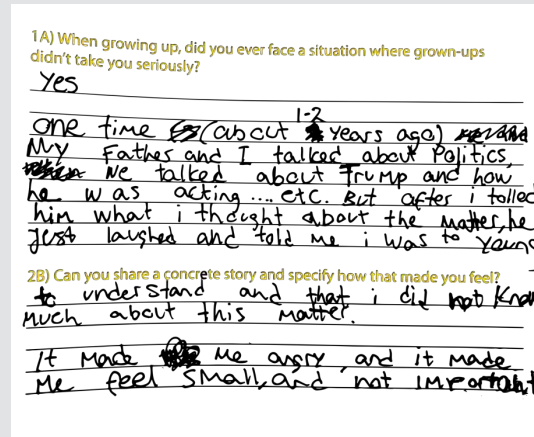 1A) When growing up, did you ever face a situation where grown-ups
didn't take you seriously?
Yes
1-2
one time (about years ago)
My Father and I talked about Politics,
We talked about Trump and how
he was acting.... etc. But after i tolled
him what i thought about the matter, he
Just laughed and told me i was to young
2B) Can you share a concrete story and specify how that made you feel?
to understand and that i did not know
much about this matter.
It Made Me angry and it made
Me feel Small, and not important